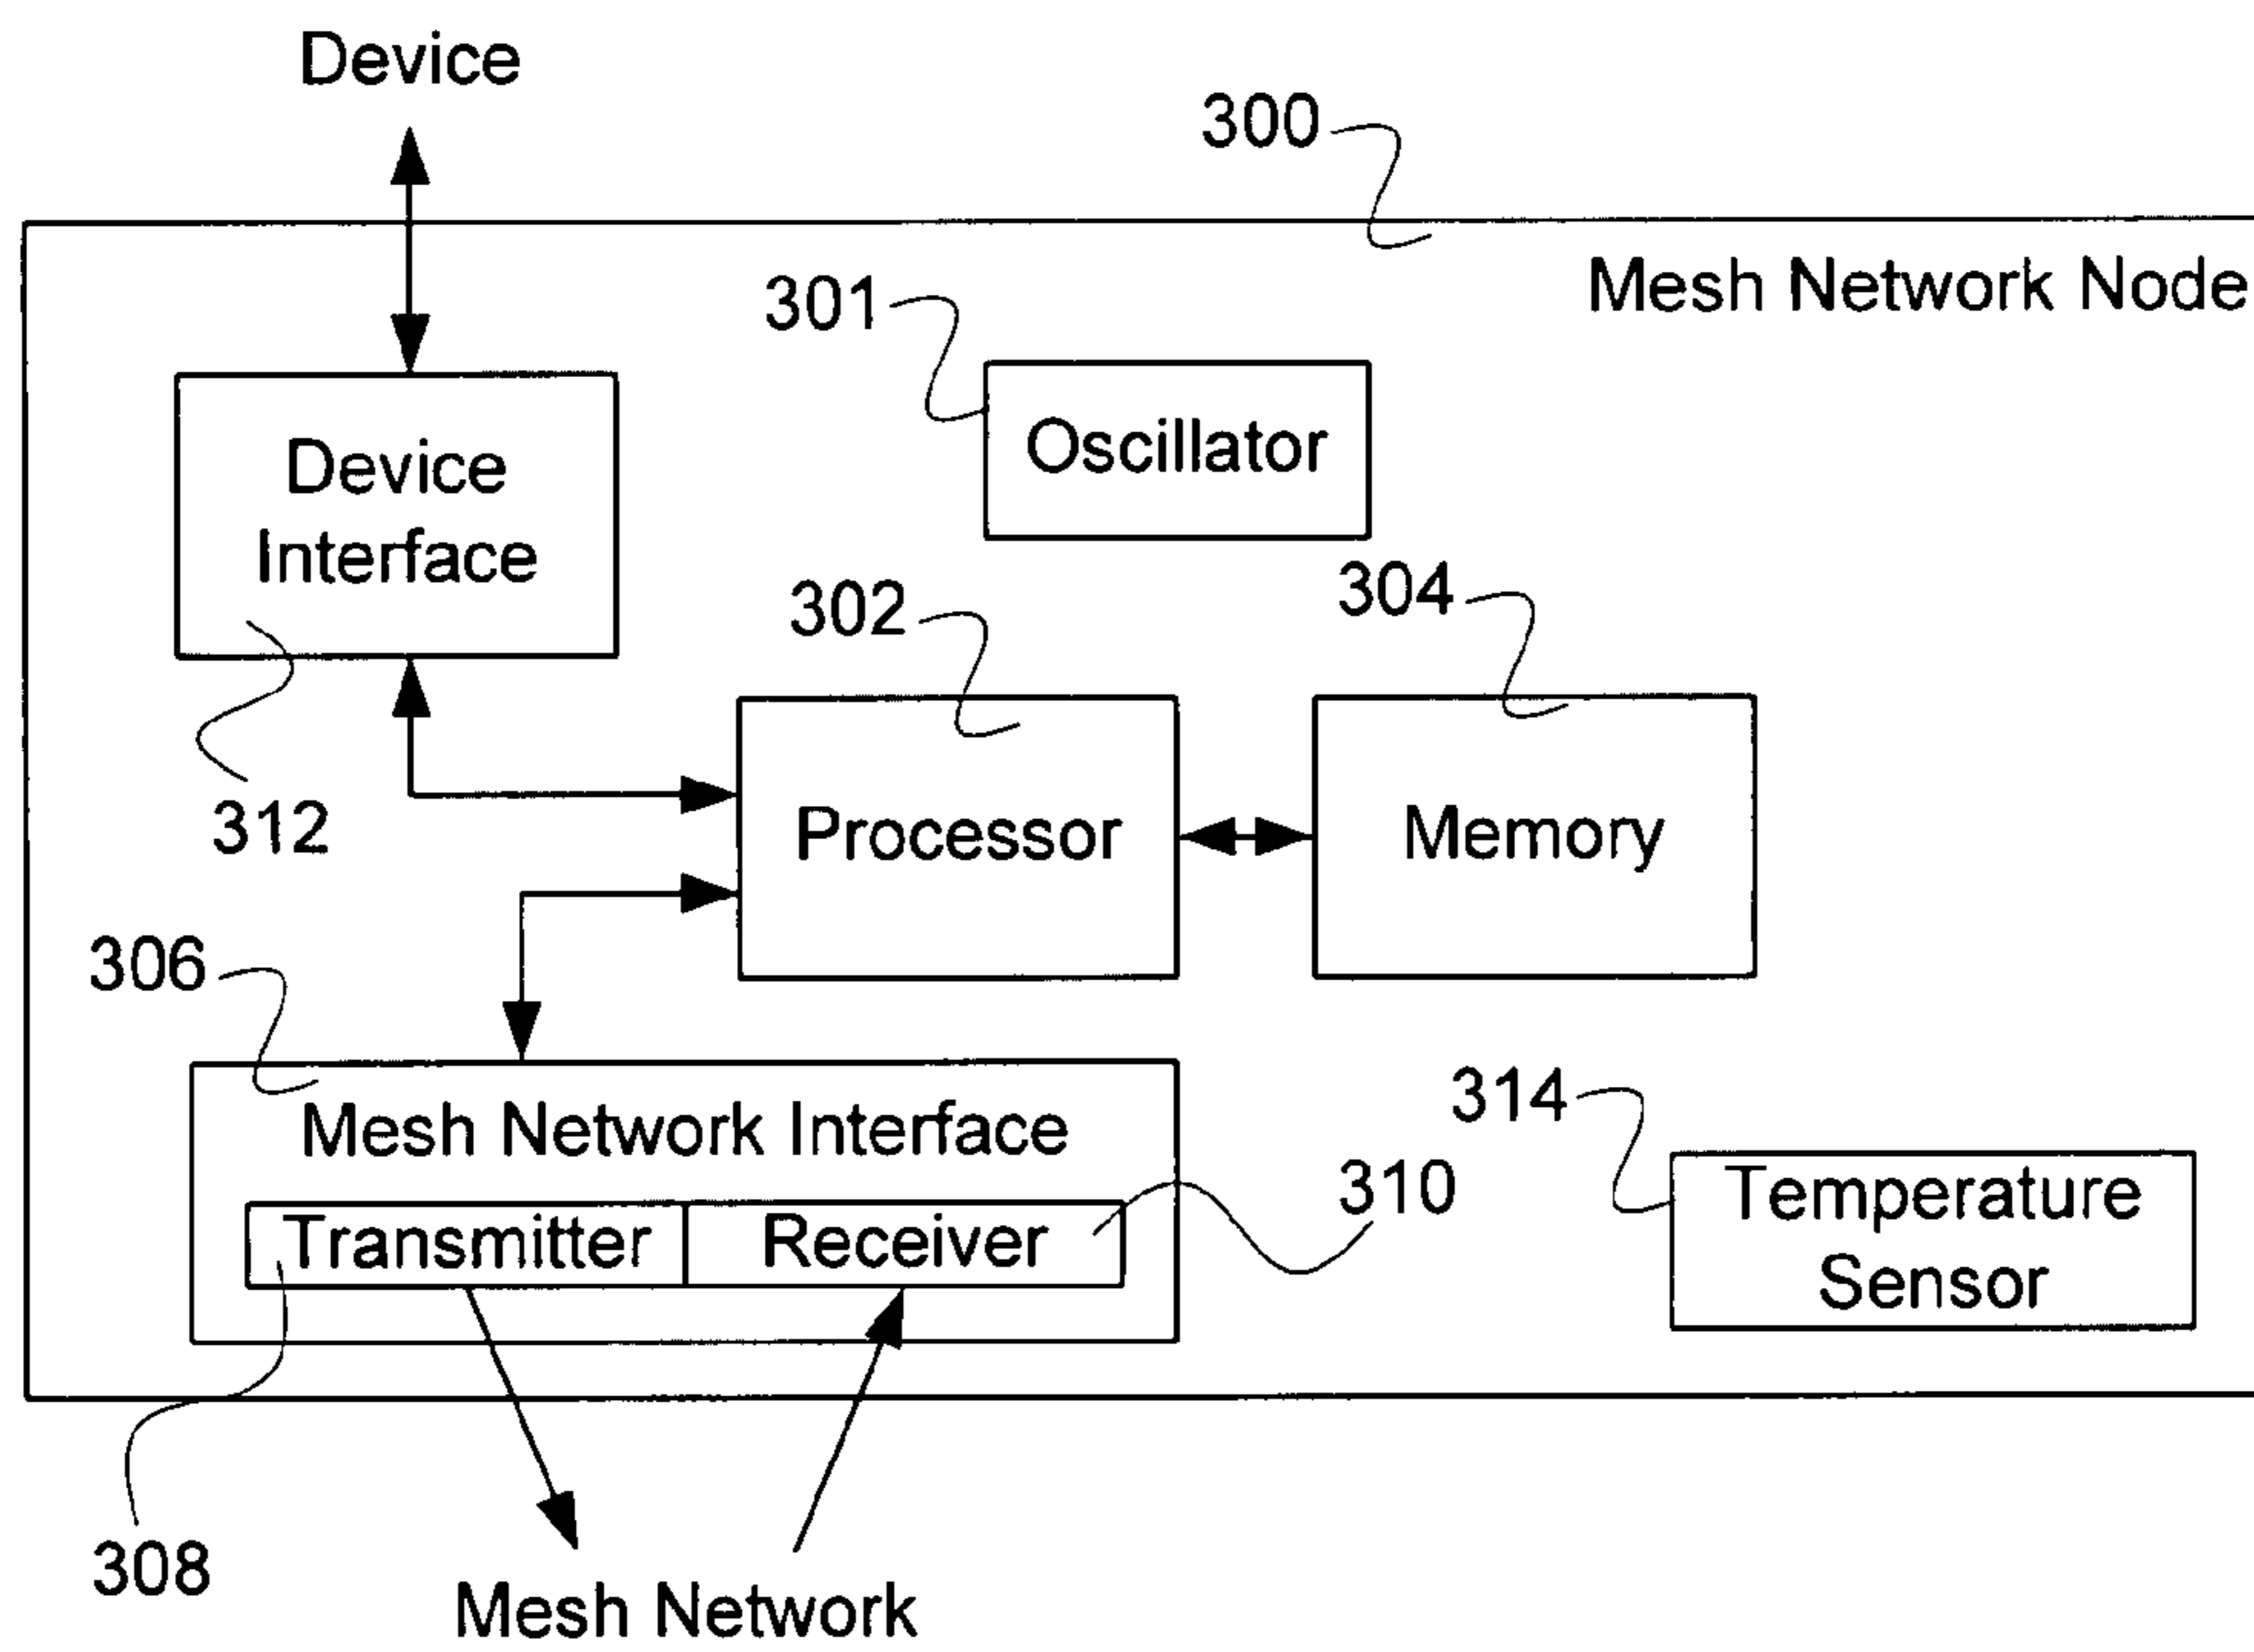 Device
300
Mesh Network Node
301
Oscillator
Device
Interface
302
304
312
Processor
Memory
306
Mesh Network Interface
314
310
Temperature
Sensor
Transmitter
Receiver
308
Mesh Network